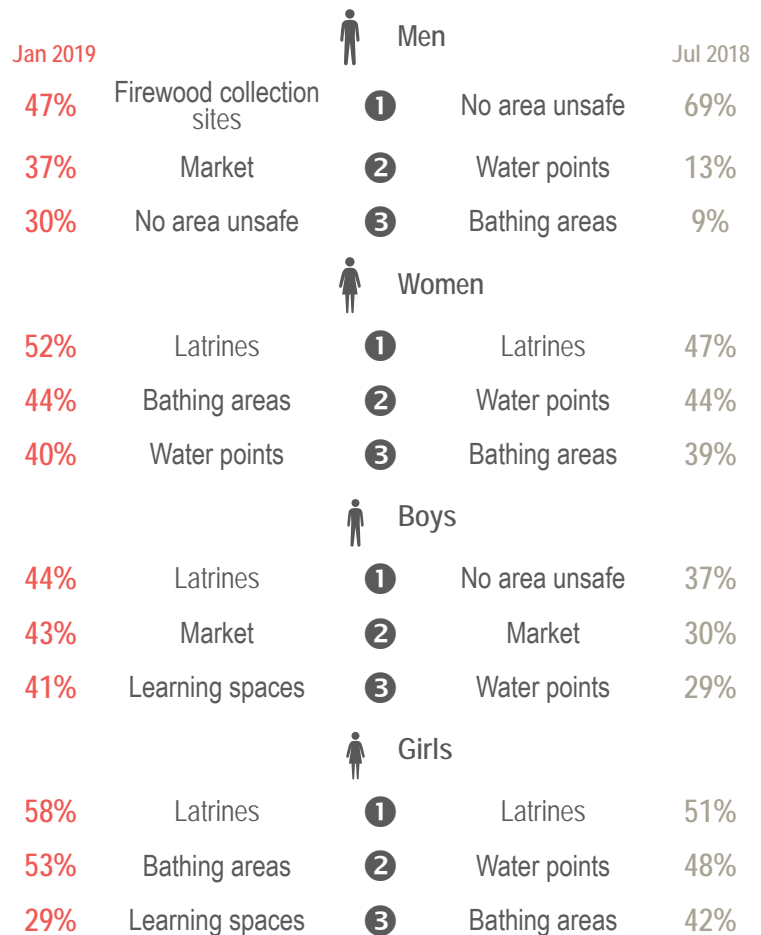 Men
Jan 2019 Jul 2018
47% Firewood collection sites 1 No area unsafe 69%
37% Market 2 Water points 13%
30% No area unsafe 3 Bathing areas 9%
Women
52% Latrines 1 Latrines 47%
44% Bathing areas 2 Water points 44%
40% Water points 3 Bathing areas 39%
Boys
44% Latrines 1 No area unsafe 37%
43% Market 2 Market 30%
41% Learning spaces 3 Water points 29%
Girls
58% Latrines 1 Latrines 51%
53% Bathing areas 2 Water points 48%
29% Learning spaces 3 Bathing areas 42%